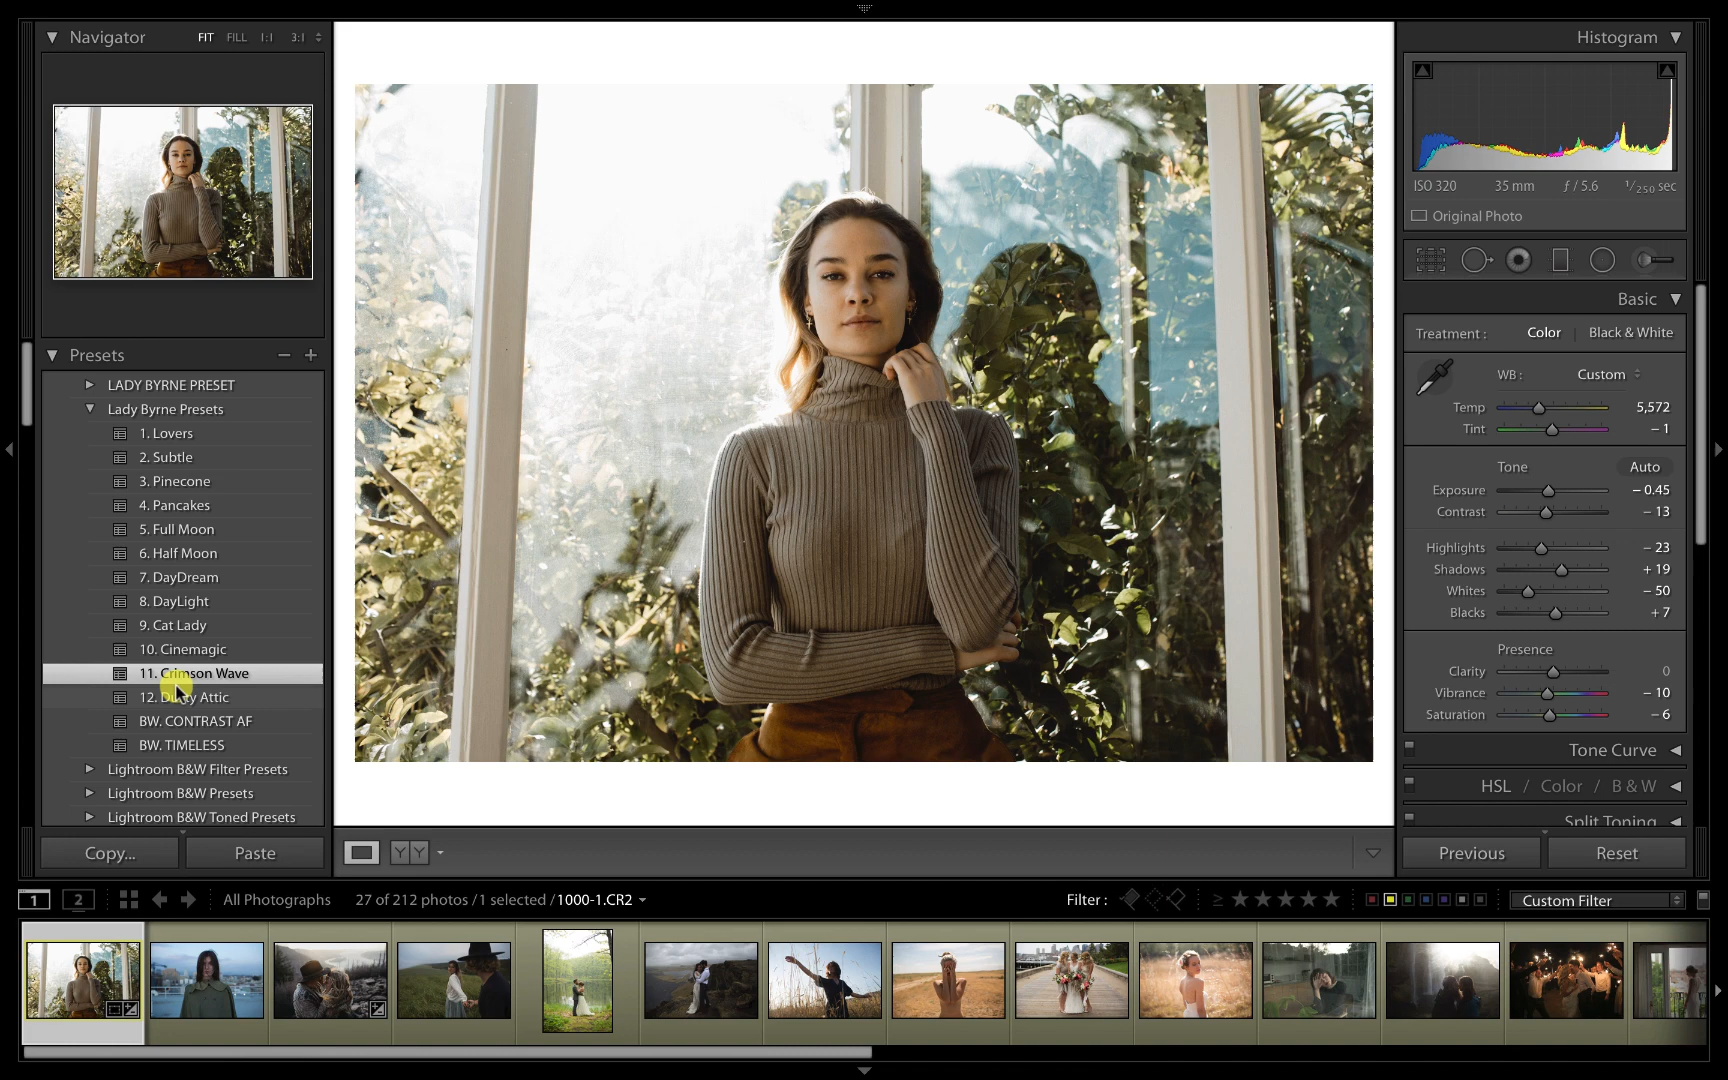 Navigator
FIT FILL 1:1 3:1
Presets
LADY BYRNE PRESET
Lady Byrne Presets
1. Lovers
2. Subtle
3. Pinecone
4. Pancakes
5. Full Moon
6. Half Moon
7. DayDream
8. DayLight
9. Cat Lady
10. Cinemagic
11. Crimson Wave
12. Dusty Attic
BW. CONTRAST AF
BW. TIMELESS
Lightroom B&W Filter Presets
Lightroom B&W Presets
Lightroom B&W Toned Presets
Copy... Paste
YY
Histogram
ISO 320 35 mm ƒ / 5.6 1/250 sec
Original Photo
Basic
Treatment : Color | Black & White
WB : Custom
Temp 5,572
Tint – 1
Tone Auto
Exposure – 0.45
Contrast – 13
Highlights – 23
Shadows + 19
Whites – 50
Blacks + 7
Presence
Clarity 0
Vibrance – 10
Saturation – 6
Tone Curve
HSL / Color / B & W
Split Toning
Previous Reset
1 2 All Photographs 27 of 212 photos / 1 selected / 1000-1.CR2 Filter : ≥ Custom Filter